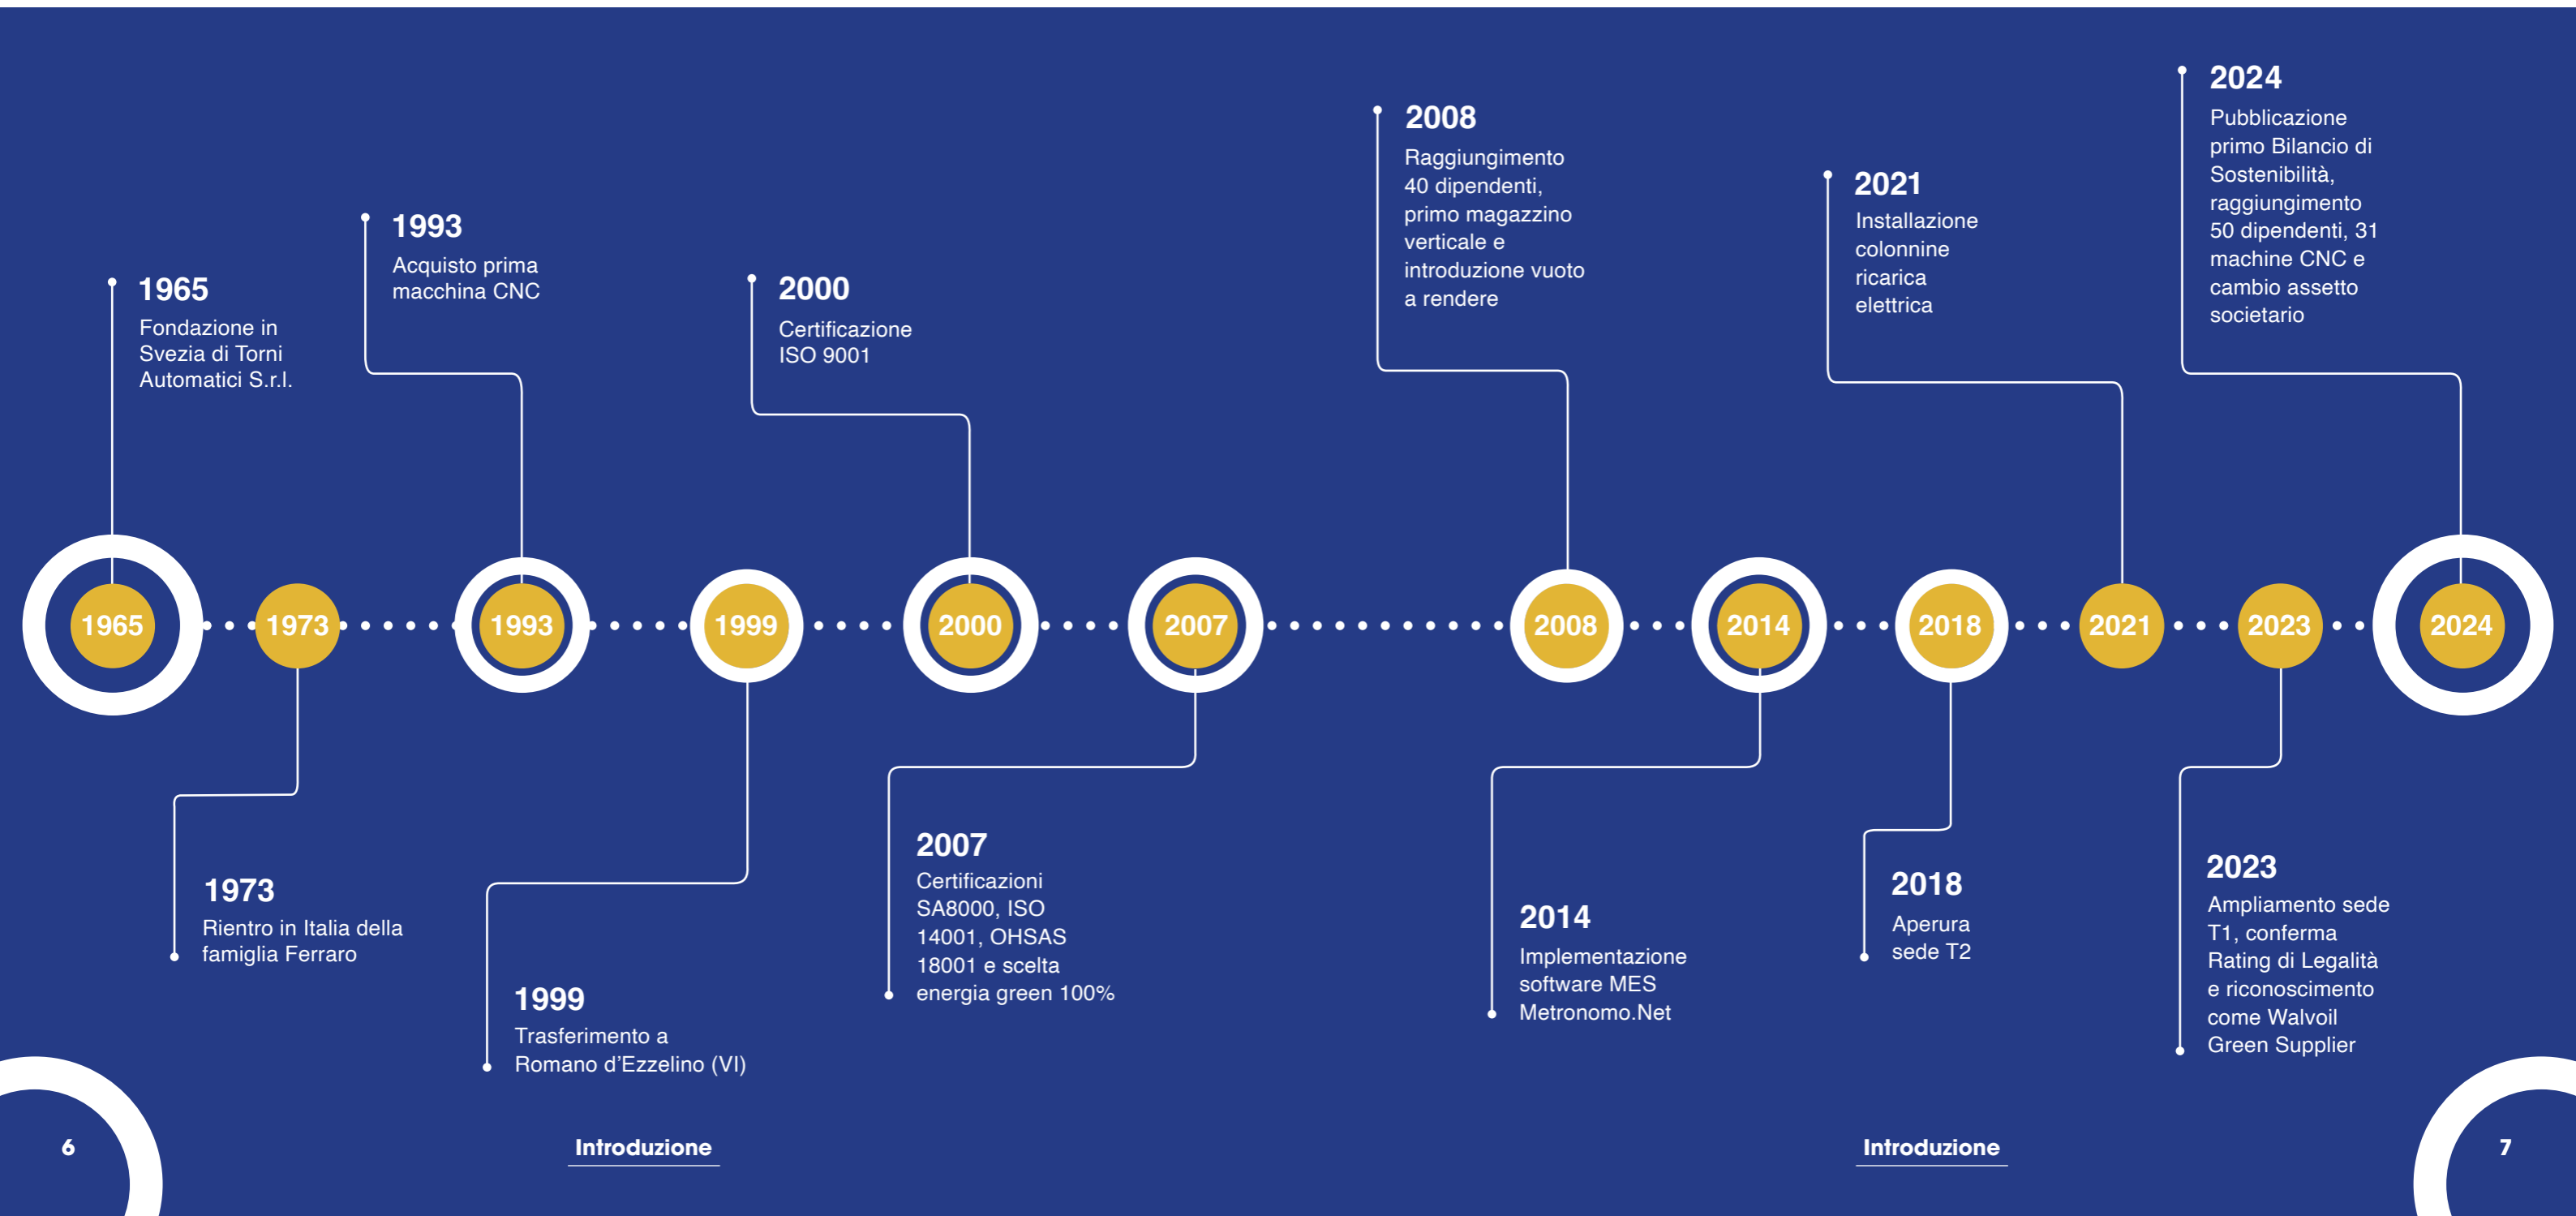 1965
Fondazione in
Svezia di Torni
Automatici S.r.l.
1993
Acquisto prima
macchina CNC
2000
Certificazione
ISO 9001
2008
Raggiungimento
40 dipendenti,
primo magazzino
verticale e
introduzione vuoto
a rendere
2021
Installazione
colonnine
ricarica
elettrica
2024
Pubblicazione
primo Bilancio di
Sostenibilità,
raggiungimento
50 dipendenti, 31
machine CNC e
cambio assetto
societario
1965
1973
1993
1999
2000
2007
2008
2014
2018
2021
2023
2024
1973
Rientro in Italia della
famiglia Ferraro
1999
Trasferimento a
Romano d’Ezzelino (VI)
2007
Certificazioni
SA8000, ISO
14001, OHSAS
18001 e scelta
energia green 100%
2014
Implementazione
software MES
Metronomo.Net
2018
Aperura
sede T2
2023
Ampliamento sede
T1, conferma
Rating di Legalità
e riconoscimento
come Walvoil
Green Supplier
6
Introduzione
Introduzione
7